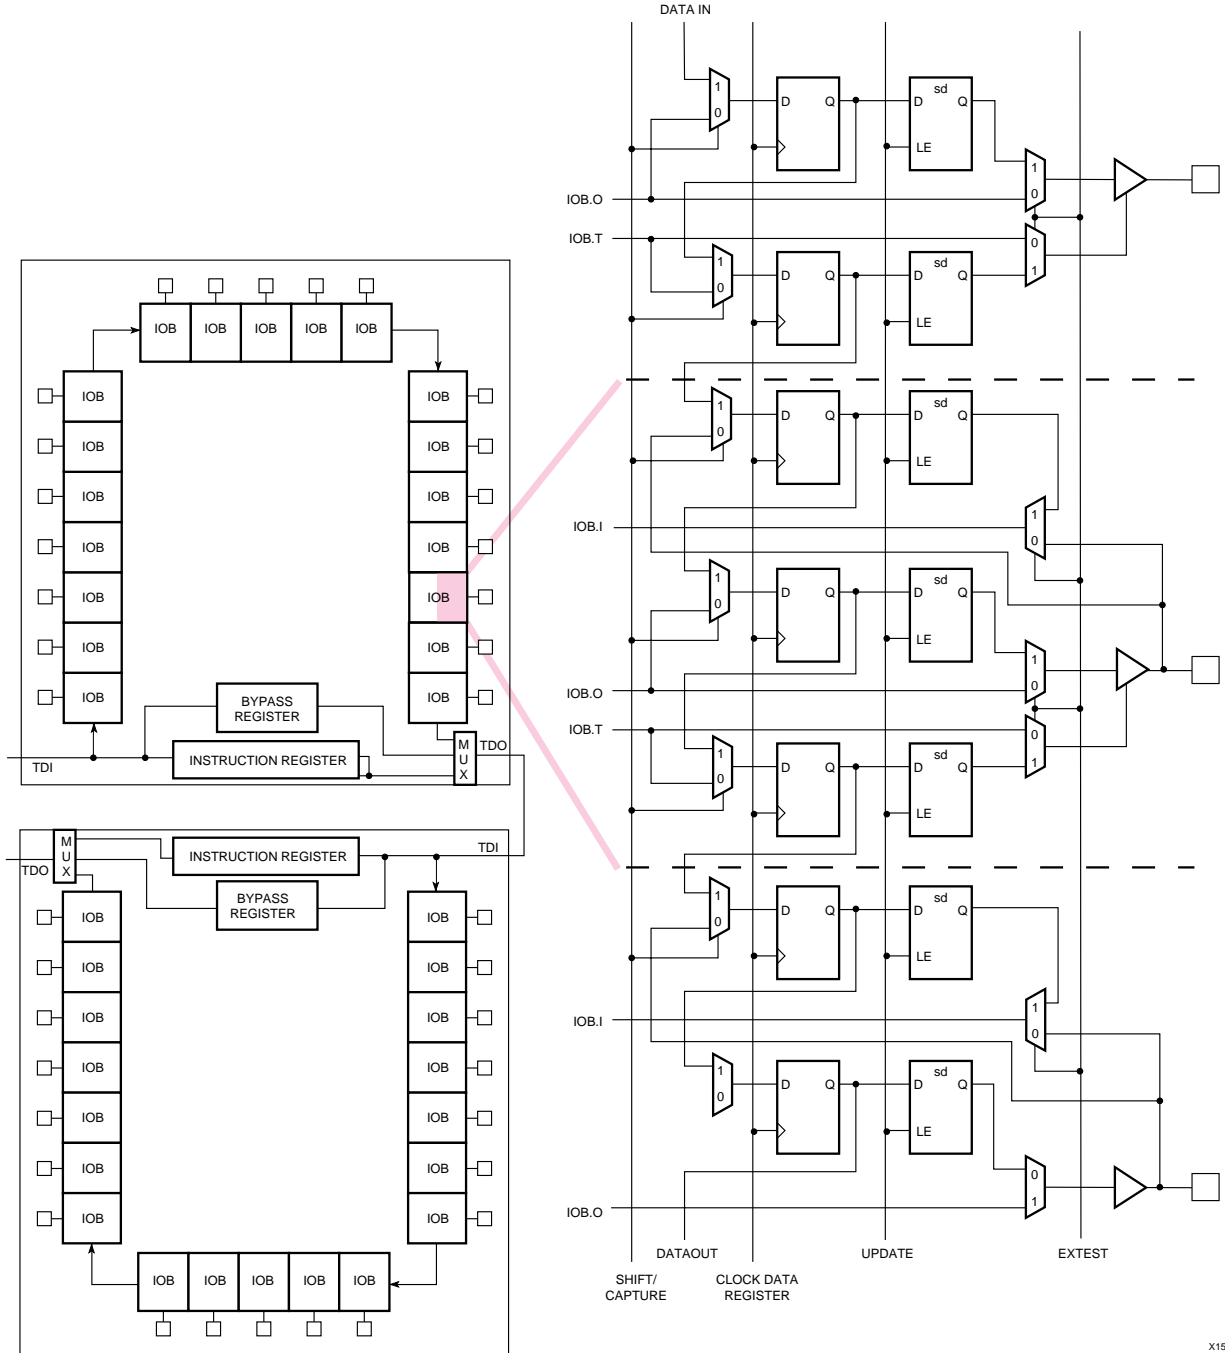 DATA IN
1
D Q
D sd Q
0
LE
1
IOB.O
0
IOB.T
0
1
D Q
D sd Q
1
0
LE
IOB IOB IOB IOB IOB
IOB IOB
IOB IOB
IOB IOB
IOB IOB
IOB IOB
IOB IOB
IOB IOB
BYPASS
REGISTER
INSTRUCTION REGISTER
TDI
M
U
X
TDO
1
D Q
D sd Q
0
LE
IOB.I
1
0
1
D Q
D sd Q
0
LE
1
IOB.O
0
IOB.T
0
1
D Q
D sd Q
1
0
LE
M
U
X
TDO
INSTRUCTION REGISTER
TDI
BYPASS
REGISTER
IOB IOB
IOB IOB
IOB IOB
IOB IOB
IOB IOB
IOB IOB
IOB IOB
IOB IOB IOB IOB IOB
1
D Q
D sd Q
0
LE
IOB.I
1
0
1
D Q
D sd Q
0
LE
0
1
IOB.O
DATAOUT
UPDATE
EXTEST
SHIFT/
CAPTURE
CLOCK DATA
REGISTER